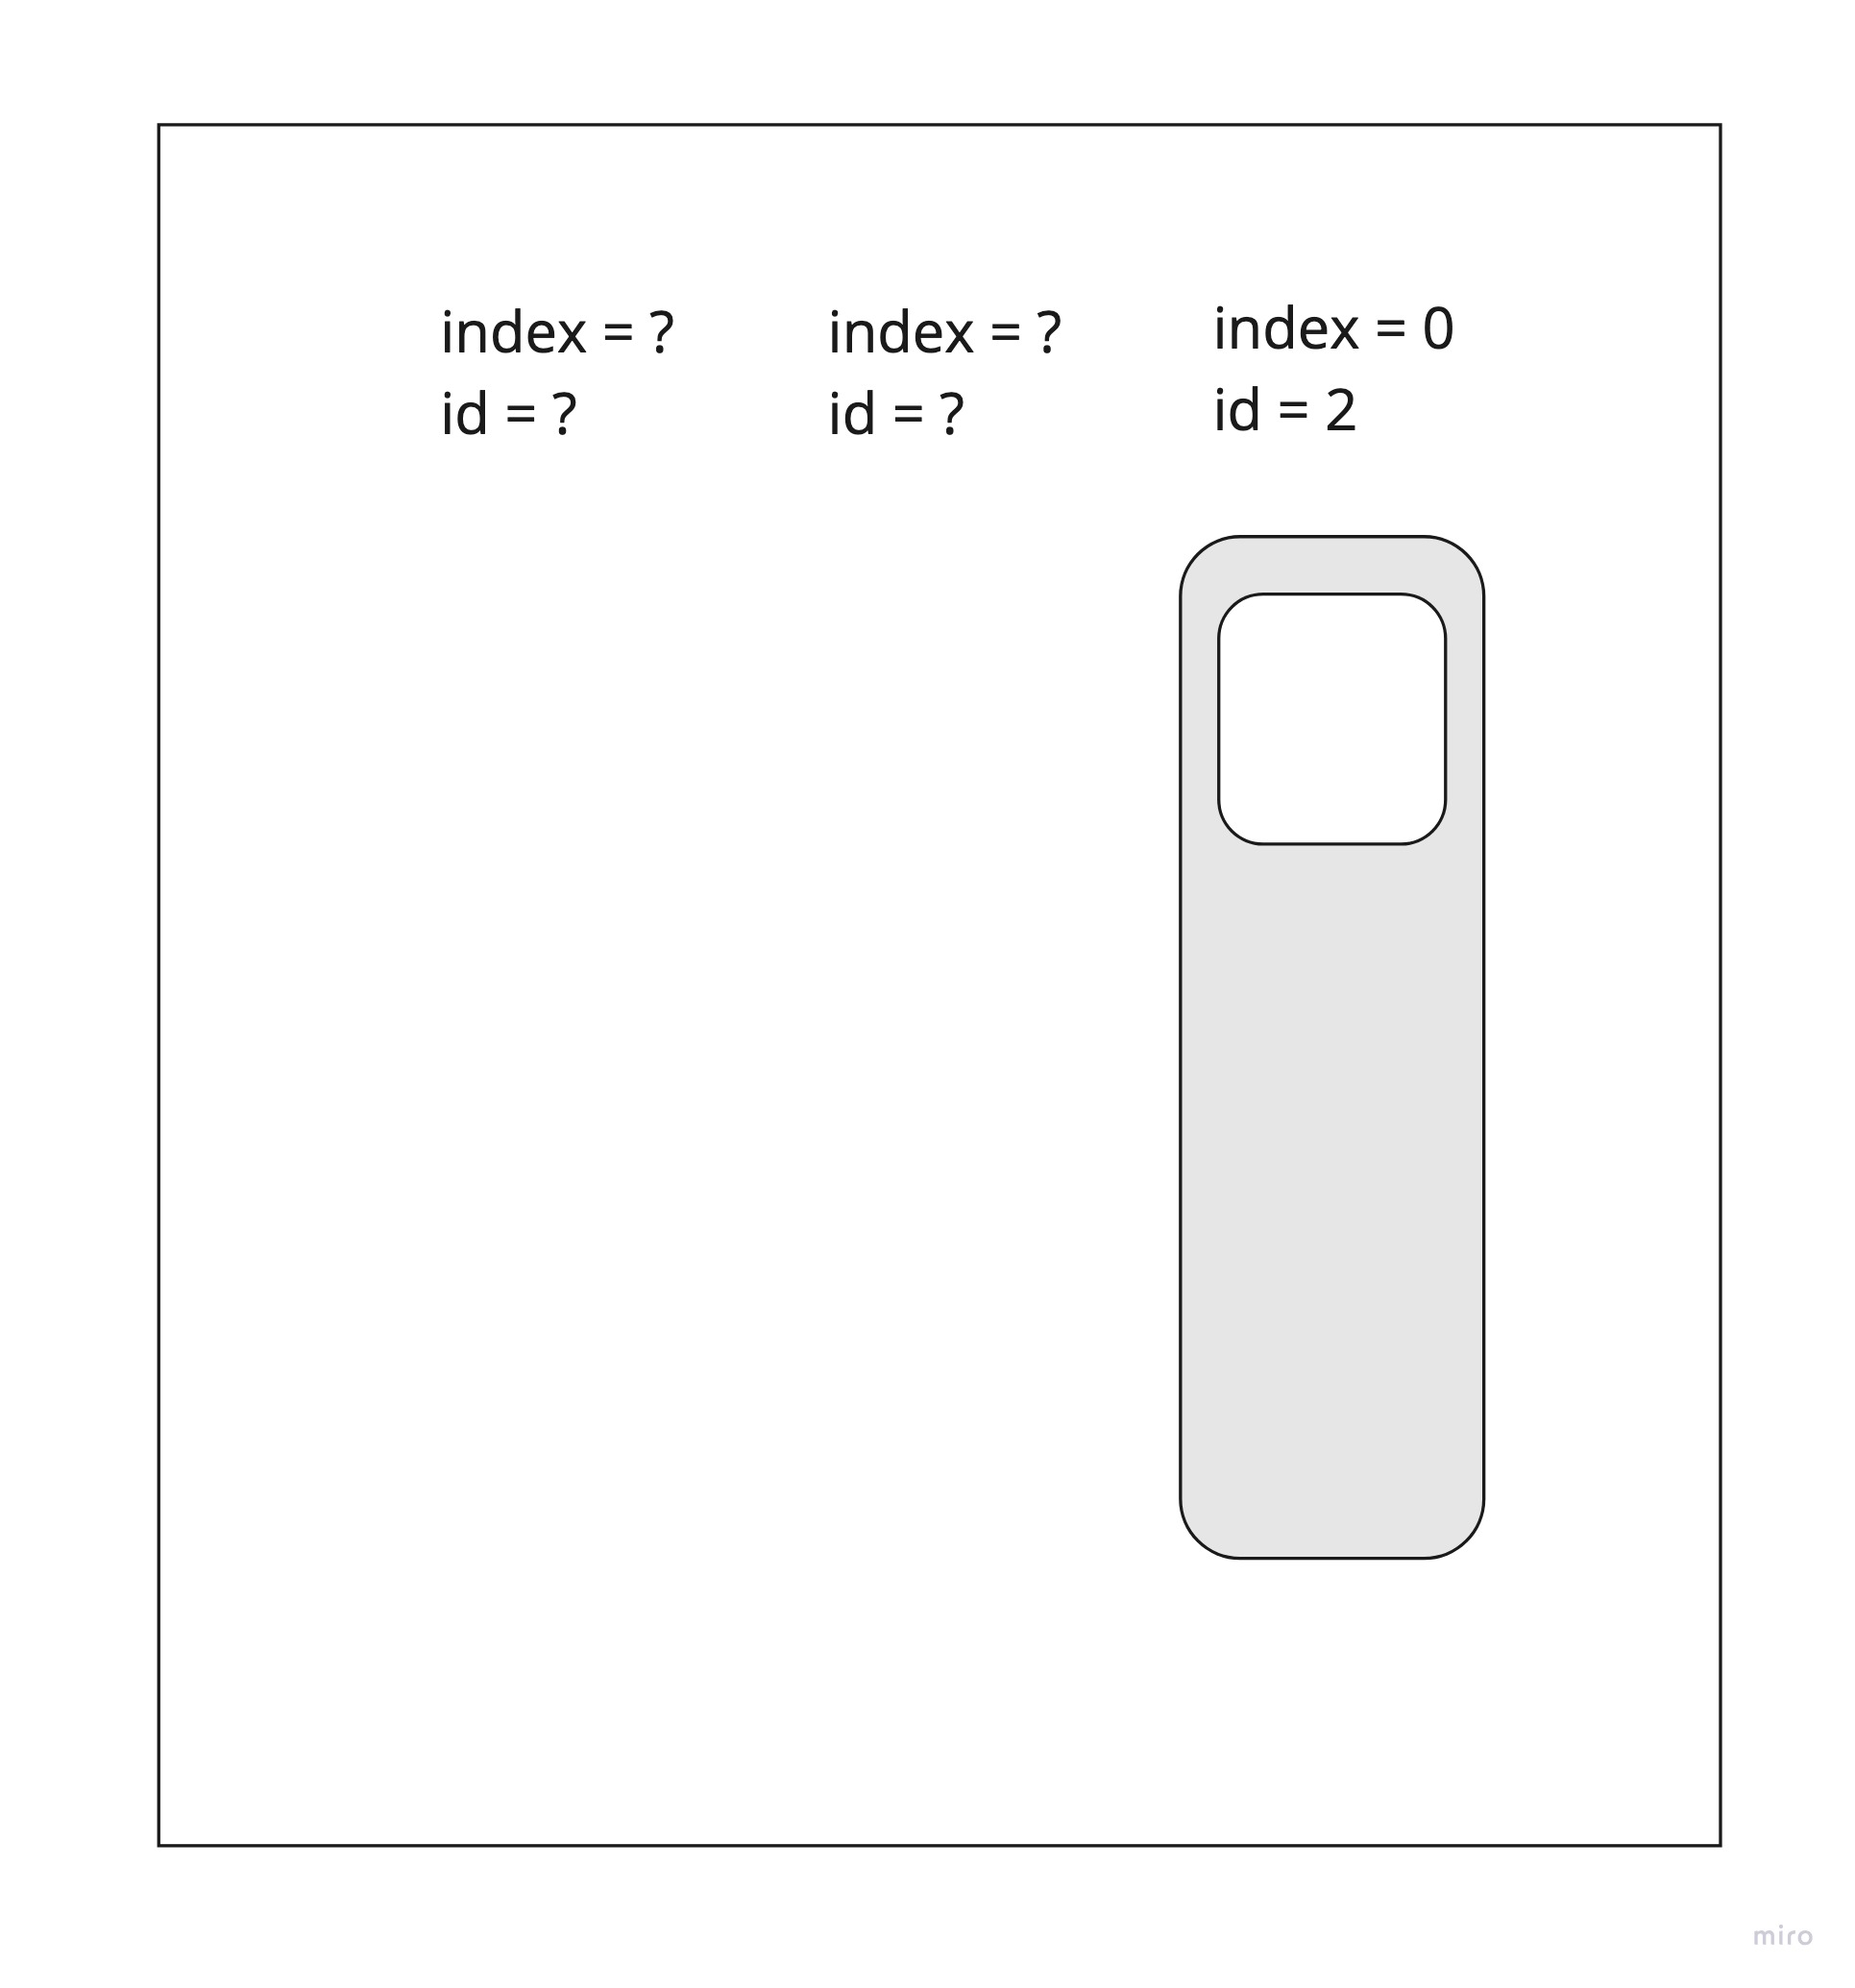 index = ?
id = ?
index = ?
id = ?
index = 0
id = 2
miro